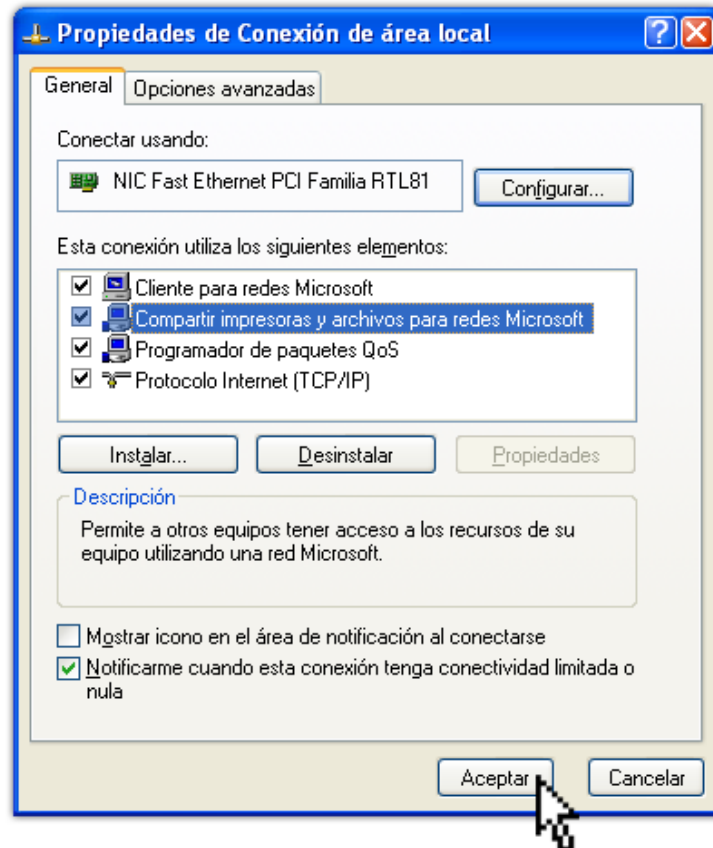 Propiedades de Conexión de área local
General
Opciones avanzadas
Conectar usando:
NIC Fast Ethernet PCI Familia RTL81
Configurar...
Esta conexión utiliza los siguientes elementos:
Cliente para redes Microsoft
Compartir impresoras y archivos para redes Microsoft
Programador de paquetes QoS
Protocolo Internet (TCP/IP)
Instalar...
Desinstalar
Propiedades
Descripción
Permite a otros equipos tener acceso a los recursos de su
equipo utilizando una red Microsoft.
Mostrar icono en el área de notificación al conectarse
Notificarme cuando esta conexión tenga conectividad limitada o
nula
Aceptar
Cancelar